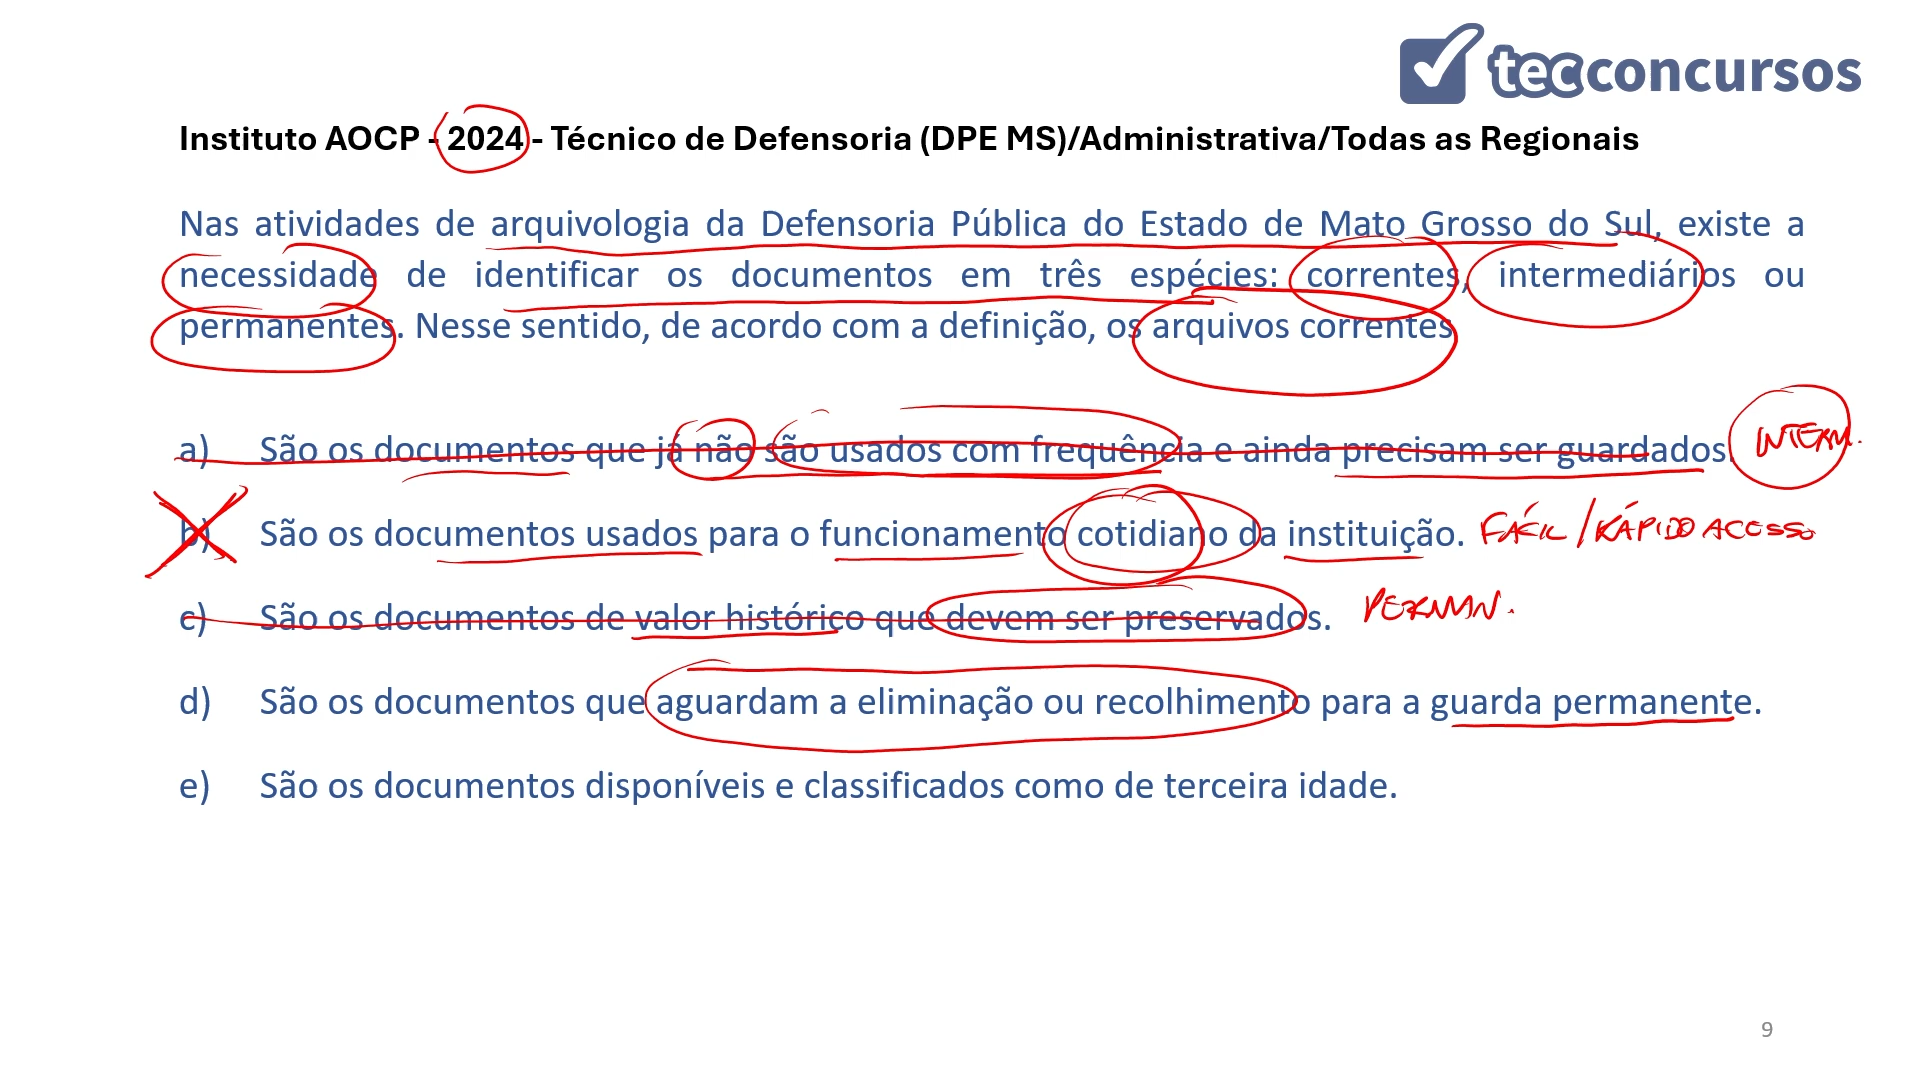 tecconcursos
Instituto AOCP - 2024 - Técnico de Defensoria (DPE MS)/Administrativa/Todas as Regionais
Nas atividades de arquivologia da Defensoria Pública do Estado de Mato Grosso do Sul, existe a
necessidade de identificar os documentos em três espécies: correntes, intermediários ou
permanentes. Nesse sentido, de acordo com a definição, os arquivos correntes
a) São os documentos que já não são usados com frequência e ainda precisam ser guardados. INTERM.
b) São os documentos usados para o funcionamento cotidiano da instituição. FÁCIL / RÁPIDO ACESSO
c) São os documentos de valor histórico que devem ser preservados. PERMAN.
d) São os documentos que aguardam a eliminação ou recolhimento para a guarda permanente.
e) São os documentos disponíveis e classificados como de terceira idade.
9